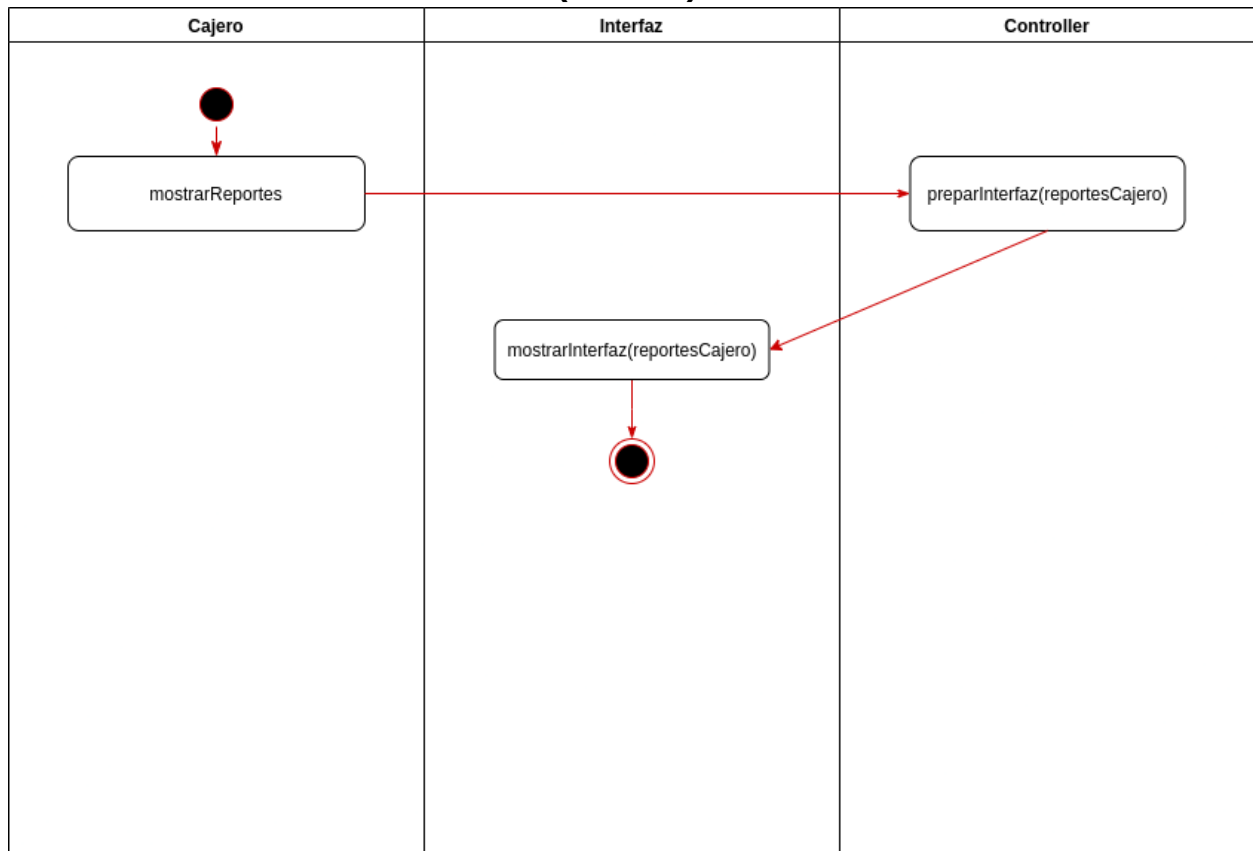 Cajero
Interfaz
Controller
mostrarReportes
preparInterfaz(reportesCajero)
mostrarInterfaz(reportesCajero)